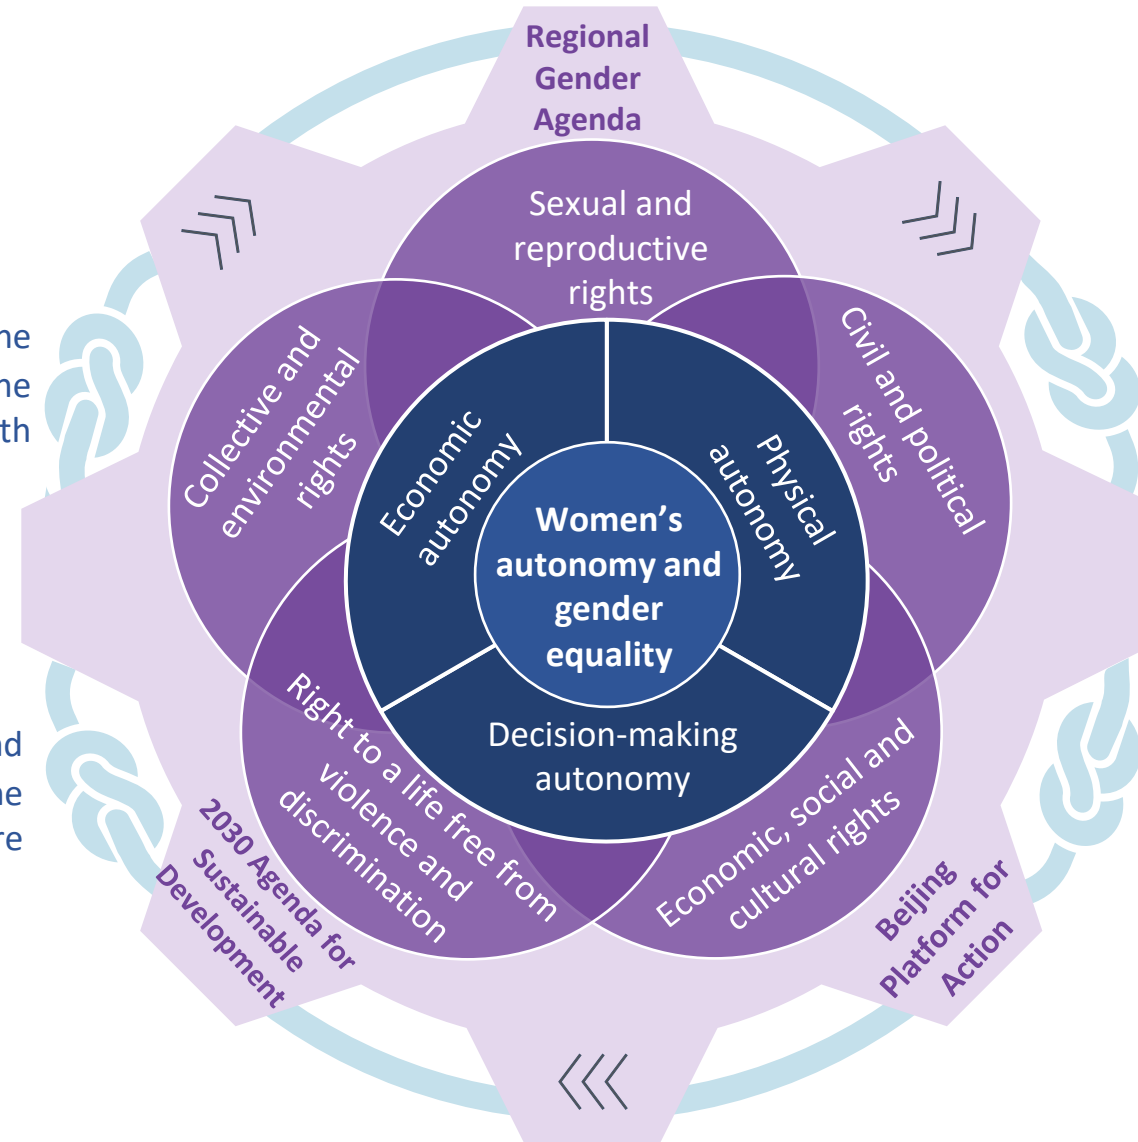 Regional
Gender
Agenda
Sexual and
reproductive
rights
Collective and
environmental
rights
Civil and political
rights
Economic
autonomy
Physical
autonomy
Women's
autonomy and
gender
equality
Decision-making
autonomy
Right to a life free from
violence and
discrimination
Economic, social and
cultural rights
2030 Agenda for
Sustainable
Development
Beijing
Platform for
Action